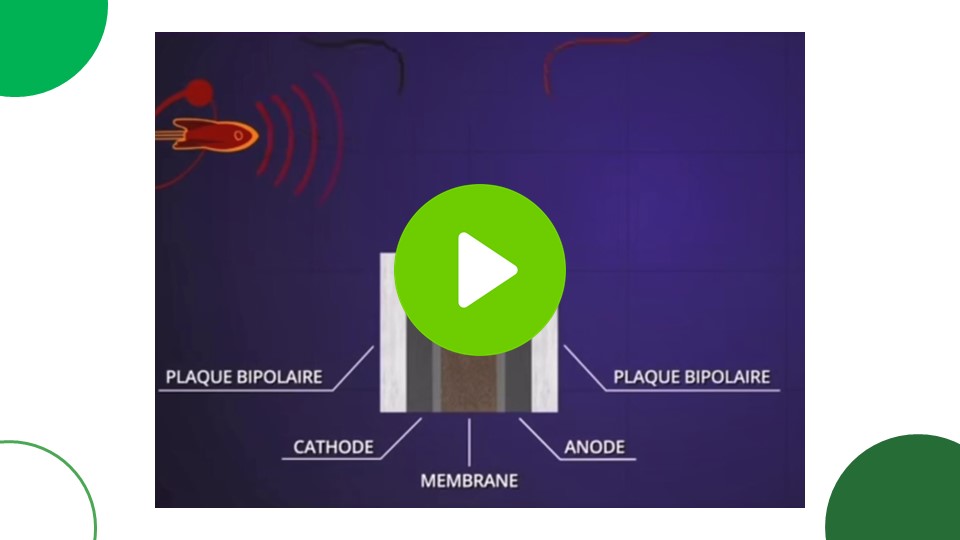 PLAQUE BIPOLAIRE
PLAQUE BIPOLAIRE
CATHODE
ANODE
MEMBRANE